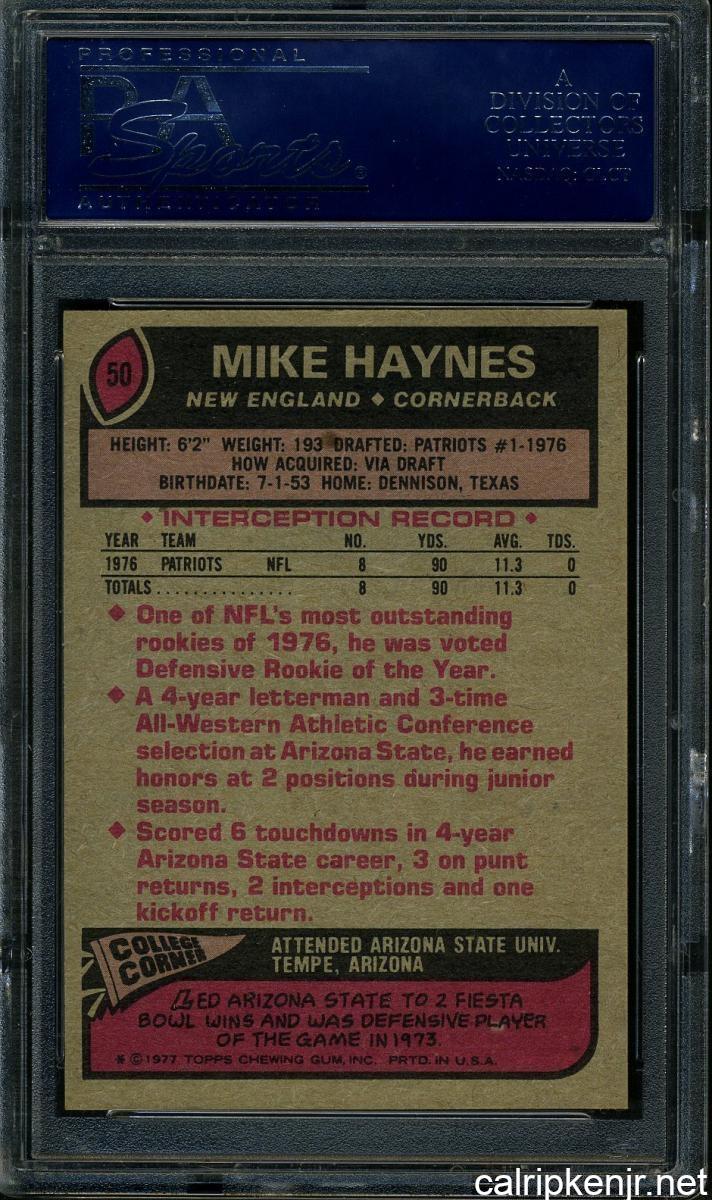 PROFESSIONAL
PSA
Sports®
AUTHENTICATOR
A
DIVISION OF
COLLECTORS
UNIVERSE
NASDAQ: CLCT
50
MIKE HAYNES
NEW ENGLAND ♦ CORNERBACK
HEIGHT: 6'2" WEIGHT: 193 DRAFTED: PATRIOTS #1-1976
HOW ACQUIRED: VIA DRAFT
BIRTHDATE: 7-1-53 HOME: DENNISON, TEXAS
♦ INTERCEPTION RECORD ♦
YEAR TEAM NO. YDS. AVG. TDS.
1976 PATRIOTS NFL 8 90 11.3 0
TOTALS............... 8 90 11.3 0
♦ One of NFL's most outstanding
rookies of 1976, he was voted
Defensive Rookie of the Year.
♦ A 4-year letterman and 3-time
All-Western Athletic Conference
selection at Arizona State, he earned
honors at 2 positions during junior
season.
♦ Scored 6 touchdowns in 4-year
Arizona State career, 3 on punt
returns, 2 interceptions and one
kickoff return.
COLLEGE
CORNER
ATTENDED ARIZONA STATE UNIV.
TEMPE, ARIZONA
LED ARIZONA STATE TO 2 FIESTA
BOWL WINS AND WAS DEFENSIVE PLAYER
OF THE GAME IN 1973.
* © 1977 TOPPS CHEWING GUM, INC. PRTD. IN U.S.A.
calripkenjr.net